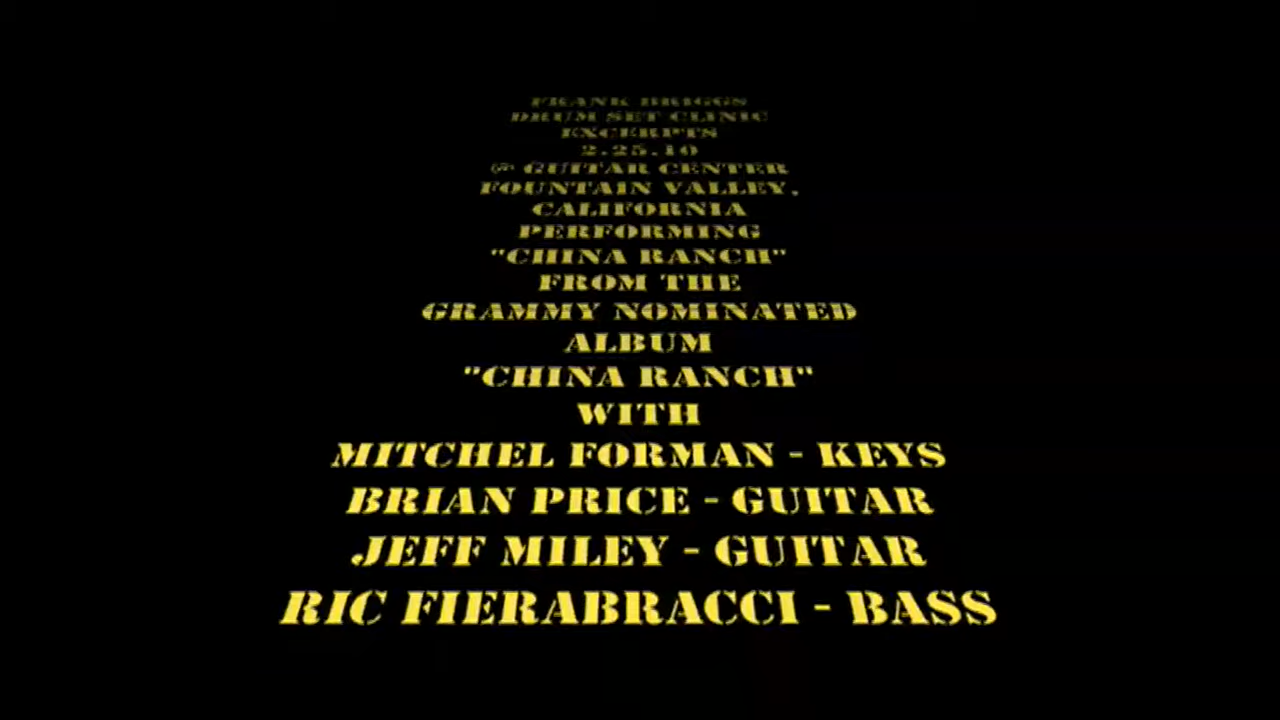 FRANK BRIGGS
DRUM SET CLINIC
EXCERPTS
2.25.10
@ GUITAR CENTER
FOUNTAIN VALLEY,
CALIFORNIA
PERFORMING
"CHINA RANCH"
FROM THE
GRAMMY NOMINATED
ALBUM
"CHINA RANCH"
WITH
MITCHEL FORMAN - KEYS
BRIAN PRICE - GUITAR
JEFF MILEY - GUITAR
RIC FIERABRACCI - BASS